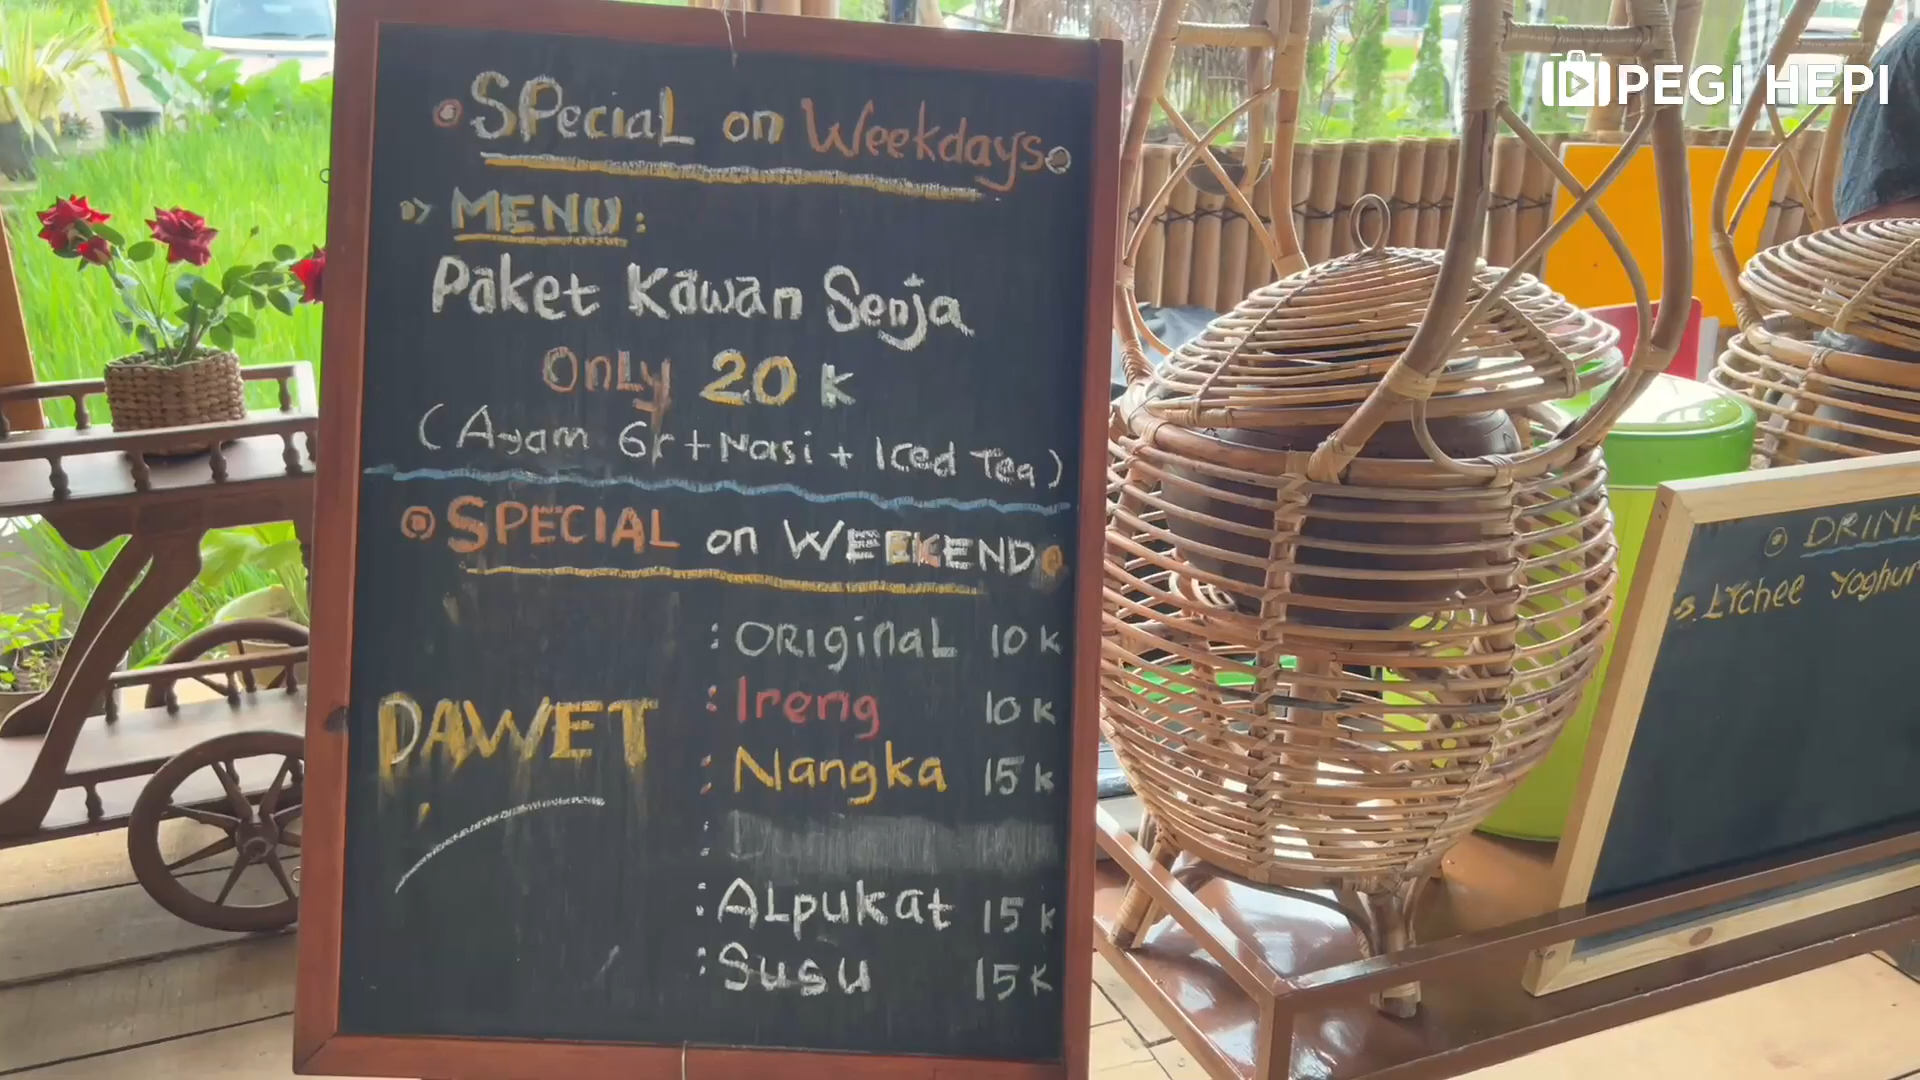 SPecial on Weekdays
MENU:
Paket Kawan Senja
Only 20 K
(Ayam Gr + Nasi + Iced Tea)
SPECIAL on WEEKEND
DAWET
: ORIginaL 10 K
: Ireng 10 K
: Nangka 15 K
: ALpukat 15 K
: Susu 15 K
PEGI HEPI
DRINK
Lychee Yoghur